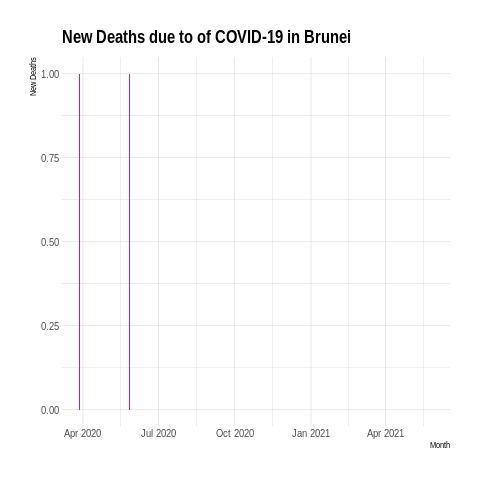 New Deaths due to of COVID-19 in Brunei
New Deaths
1.00
0.75
0.50
0.25
0.00
Apr 2020 Jul 2020 Oct 2020 Jan 2021 Apr 2021
Month